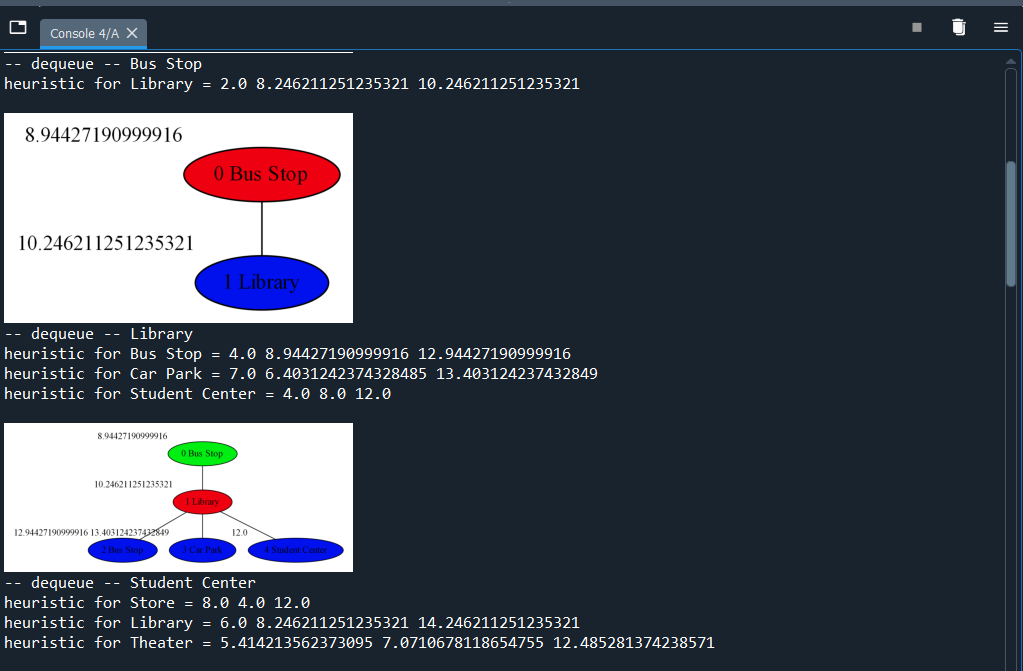 Console 4/A
-- dequeue -- Bus Stop
heuristic for Library = 2.0 8.246211251235321 10.246211251235321
8.94427190999916
0 Bus Stop
10.246211251235321
1 Library
-- dequeue -- Library
heuristic for Bus Stop = 4.0 8.94427190999916 12.94427190999916
heuristic for Car Park = 7.0 6.4031242374328485 13.403124237432849
heuristic for Student Center = 4.0 8.0 12.0
8.94427190999916
0 Bus Stop
10.246211251235321
1 Library
12.94427190999916 13.403124237432849 12.0
2 Bus Stop 3 Car Park 4 Student Center
-- dequeue -- Student Center
heuristic for Store = 8.0 4.0 12.0
heuristic for Library = 6.0 8.246211251235321 14.246211251235321
heuristic for Theater = 5.414213562373095 7.0710678118654755 12.485281374238571